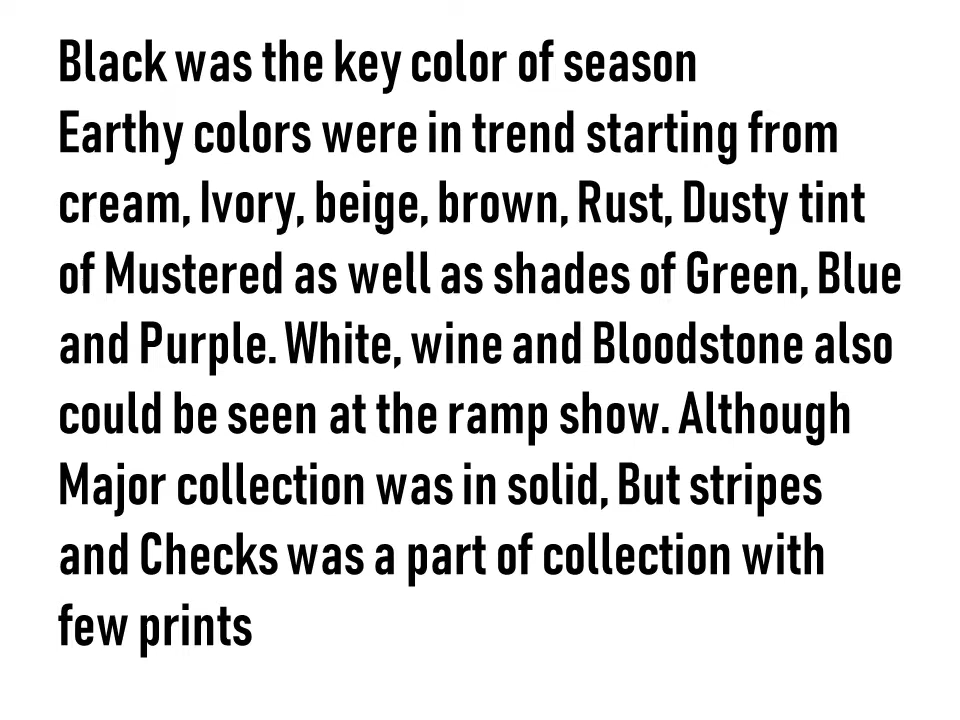 Black was the key color of season
Earthy colors were in trend starting from
cream, Ivory, beige, brown, Rust, Dusty tint
of Mustered as well as shades of Green, Blue
and Purple. White, wine and Bloodstone also
could be seen at the ramp show. Although
Major collection was in solid, But stripes
and Checks was a part of collection with
few prints